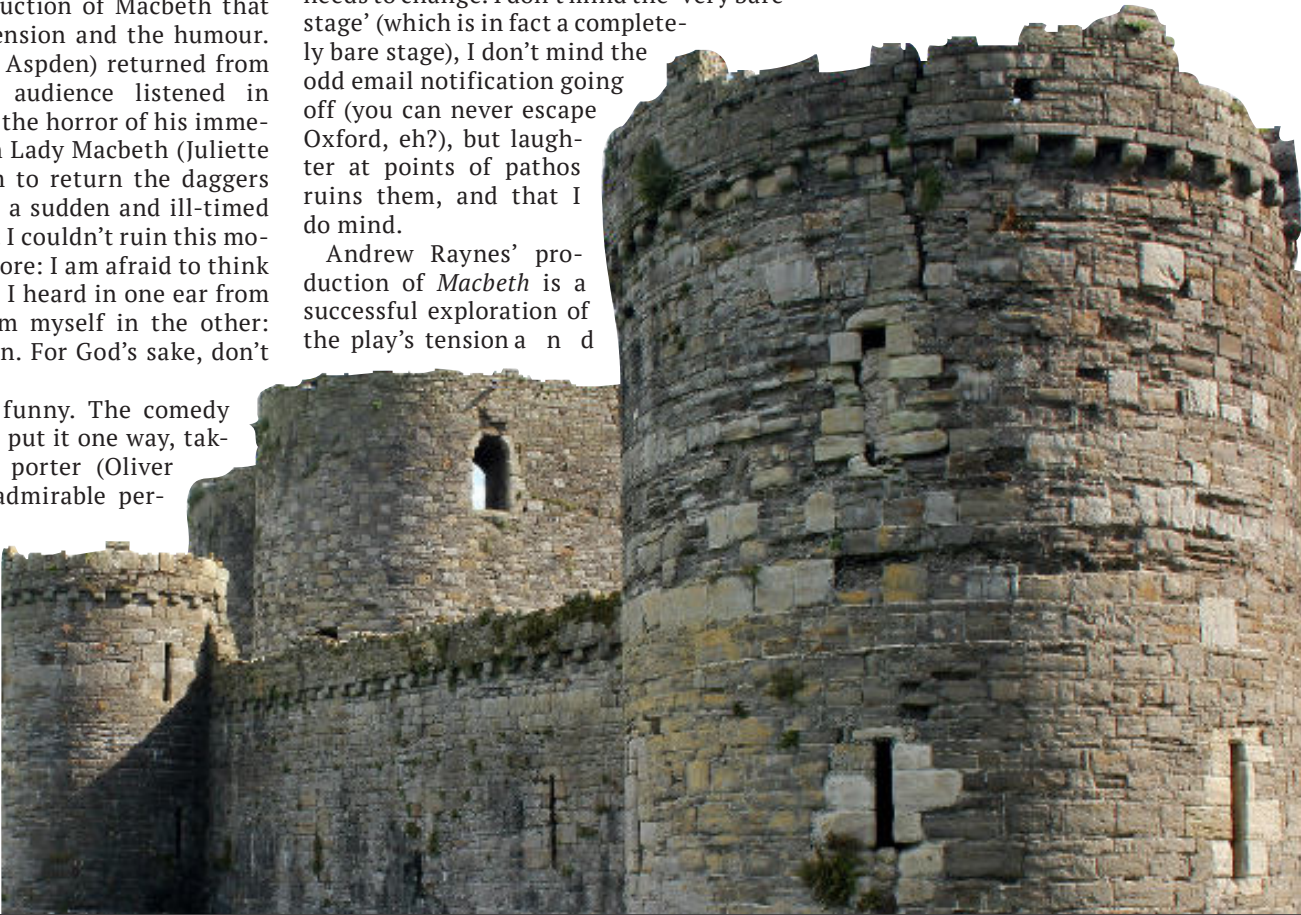 uction of Macbeth that
ension and the humour.
Aspden) returned from
audience listened in
the horror of his imme-
Lady Macbeth (Juliette
to return the daggers
a sudden and ill-timed
I couldn't ruin this mo-
ore: I am afraid to think
I heard in one ear from
m myself in the other:
n. For God's sake, don't
funny. The comedy
put it one way, tak-
porter (Oliver
admirable per-
stage' (which is in fact a complete-
ly bare stage), I don't mind the
odd email notification going
off (you can never escape
Oxford, eh?), but laugh-
ter at points of pathos
ruins them, and that I
do mind.
Andrew Raynes' pro-
duction of Macbeth is a
successful exploration of
the play's tension a n d